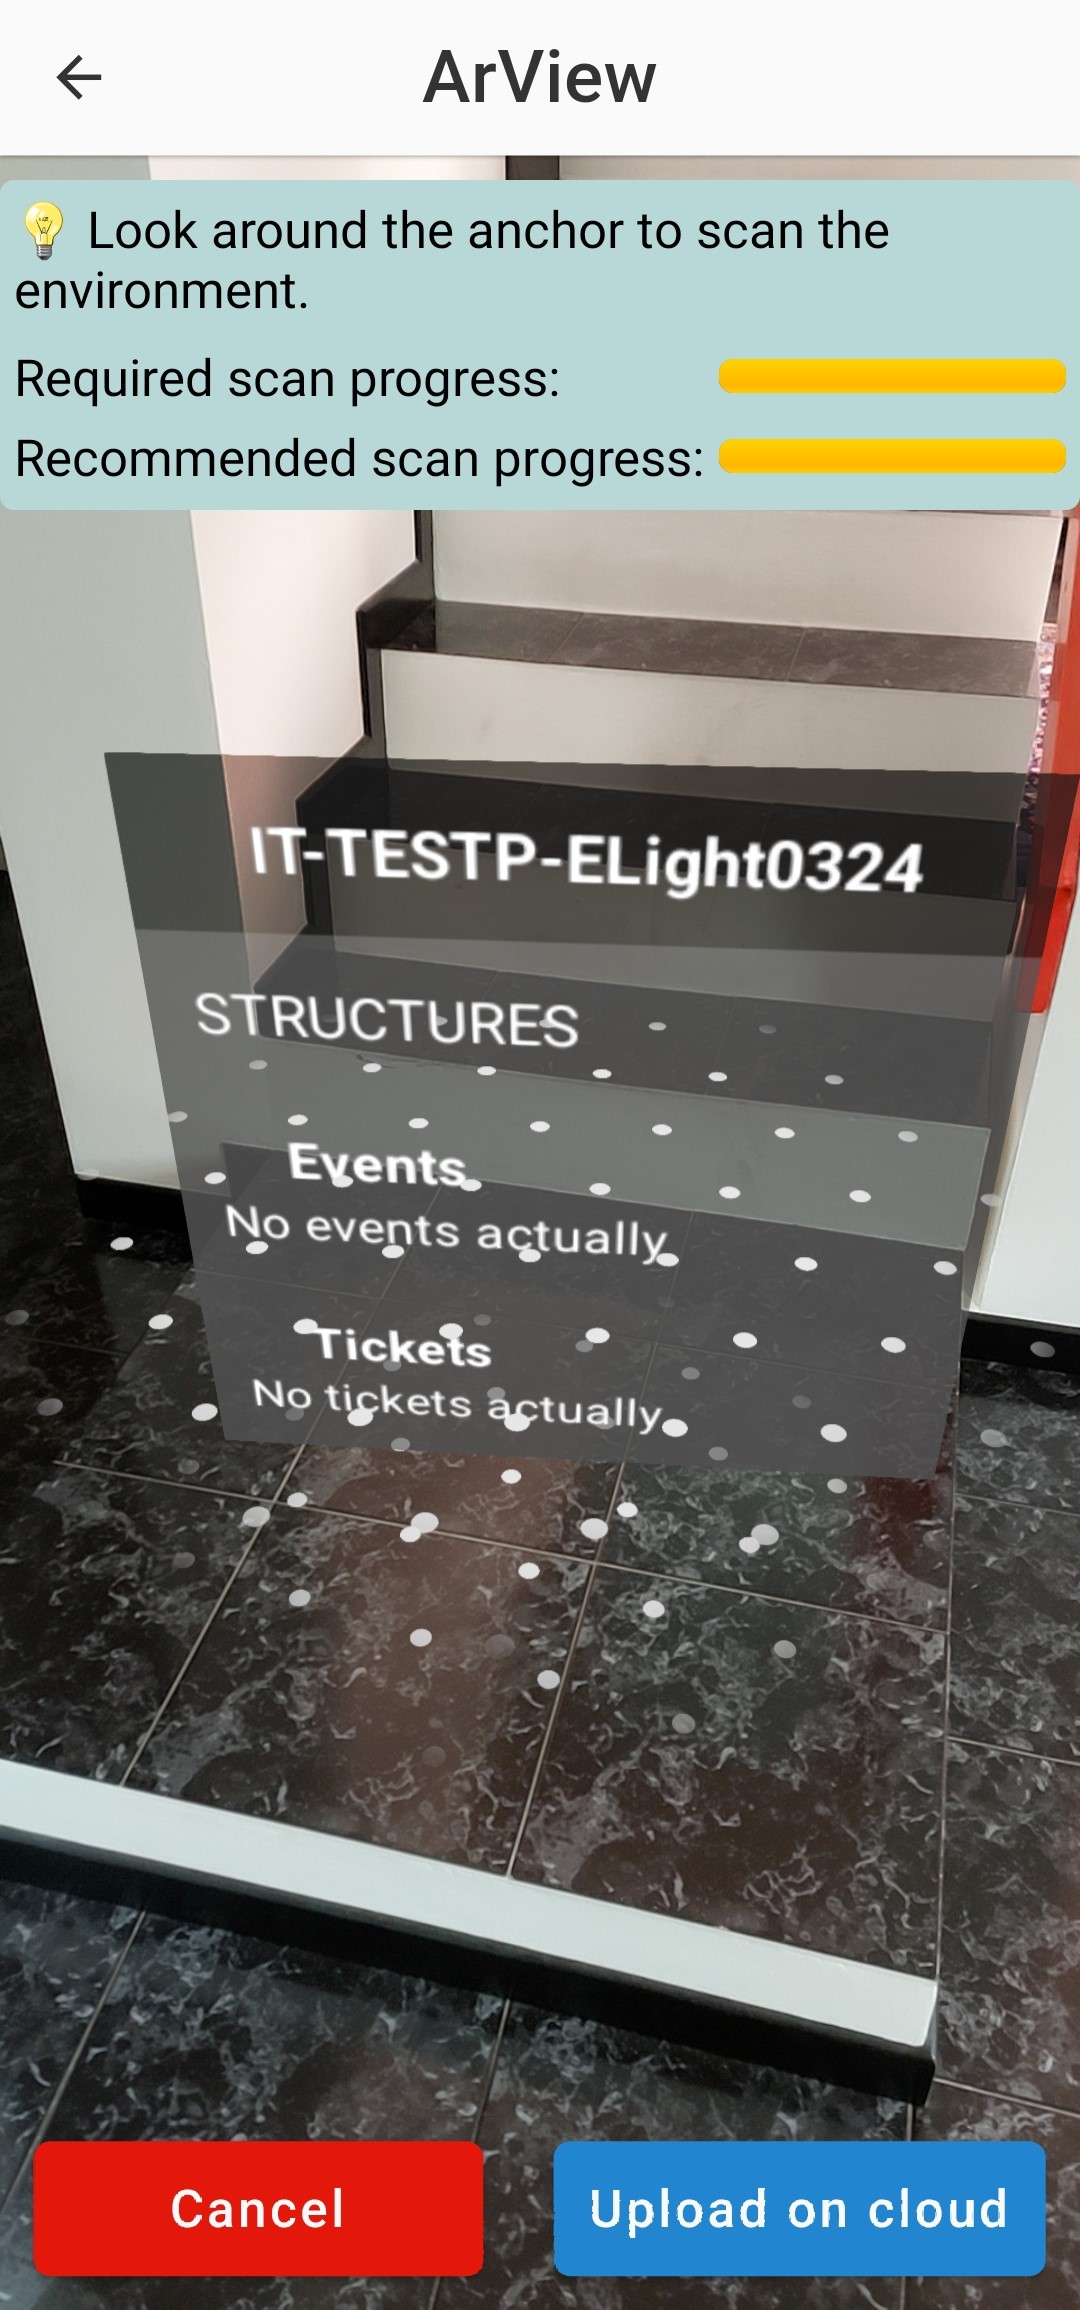 ArView
💡 Look around the anchor to scan the
environment.
Required scan progress:
Recommended scan progress:
IT-TESTP-ELight0324
STRUCTURES
Events
No events actually
Tickets
No tickets actually
Cancel
Upload on cloud